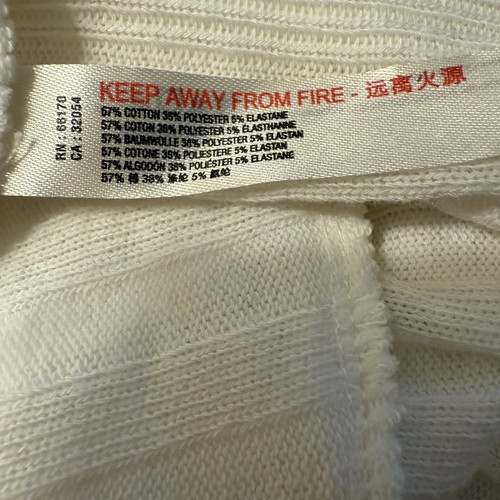 KEEP AWAY FROM FIRE - 远离火源
57% COTTON 38% POLYESTER 5% ELASTANE
57% COTON 38% POLYESTER 5% ÉLASTHANNE
57% BAUMWOLLE 38% POLYESTER 5% ELASTAN
57% COTONE 38% POLIESTERE 5% ELASTAN
57% ALGODÓN 38% POLIÉSTER 5% ELASTANO
57% 棉 38% 涤纶 5% 氨纶
RN : 66170
CA : 32054